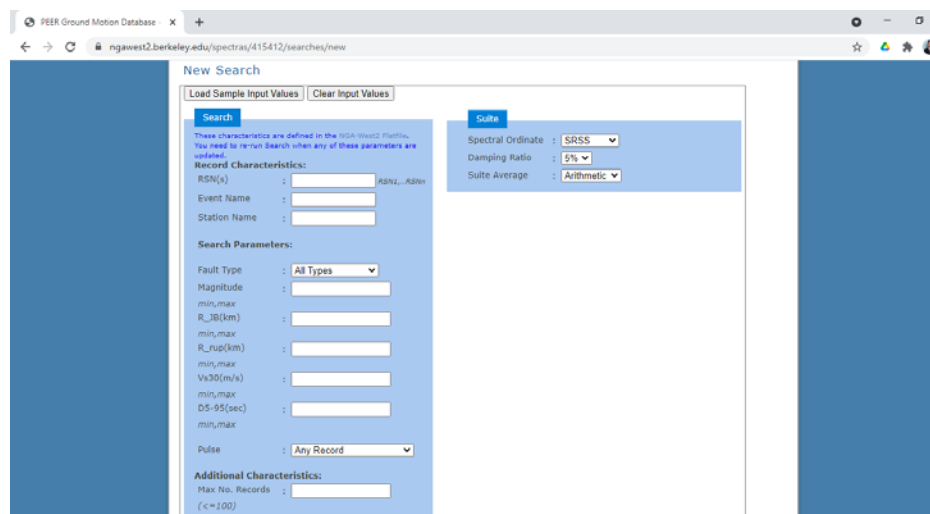 PEER Ground Motion Database -
ngawest2.berkeley.edu/spectras/415412/searches/new
New Search
Load Sample Input Values Clear Input Values
Search
These characteristics are defined in the NGA-West2 Flatfile.
You need to re-run Search when any of these parameters are
updated.
Record Characteristics:
RSN(s) : RSN1,..RSNn
Event Name :
Station Name :
Search Parameters:
Fault Type : All Types
Magnitude :
min,max
R_JB(km) :
min,max
R_rup(km) :
min,max
Vs30(m/s) :
min,max
D5-95(sec) :
min,max
Pulse : Any Record
Additional Characteristics:
Max No. Records :
(<=100)
Suite
Spectral Ordinate : SRSS
Damping Ratio : 5%
Suite Average : Arithmetic